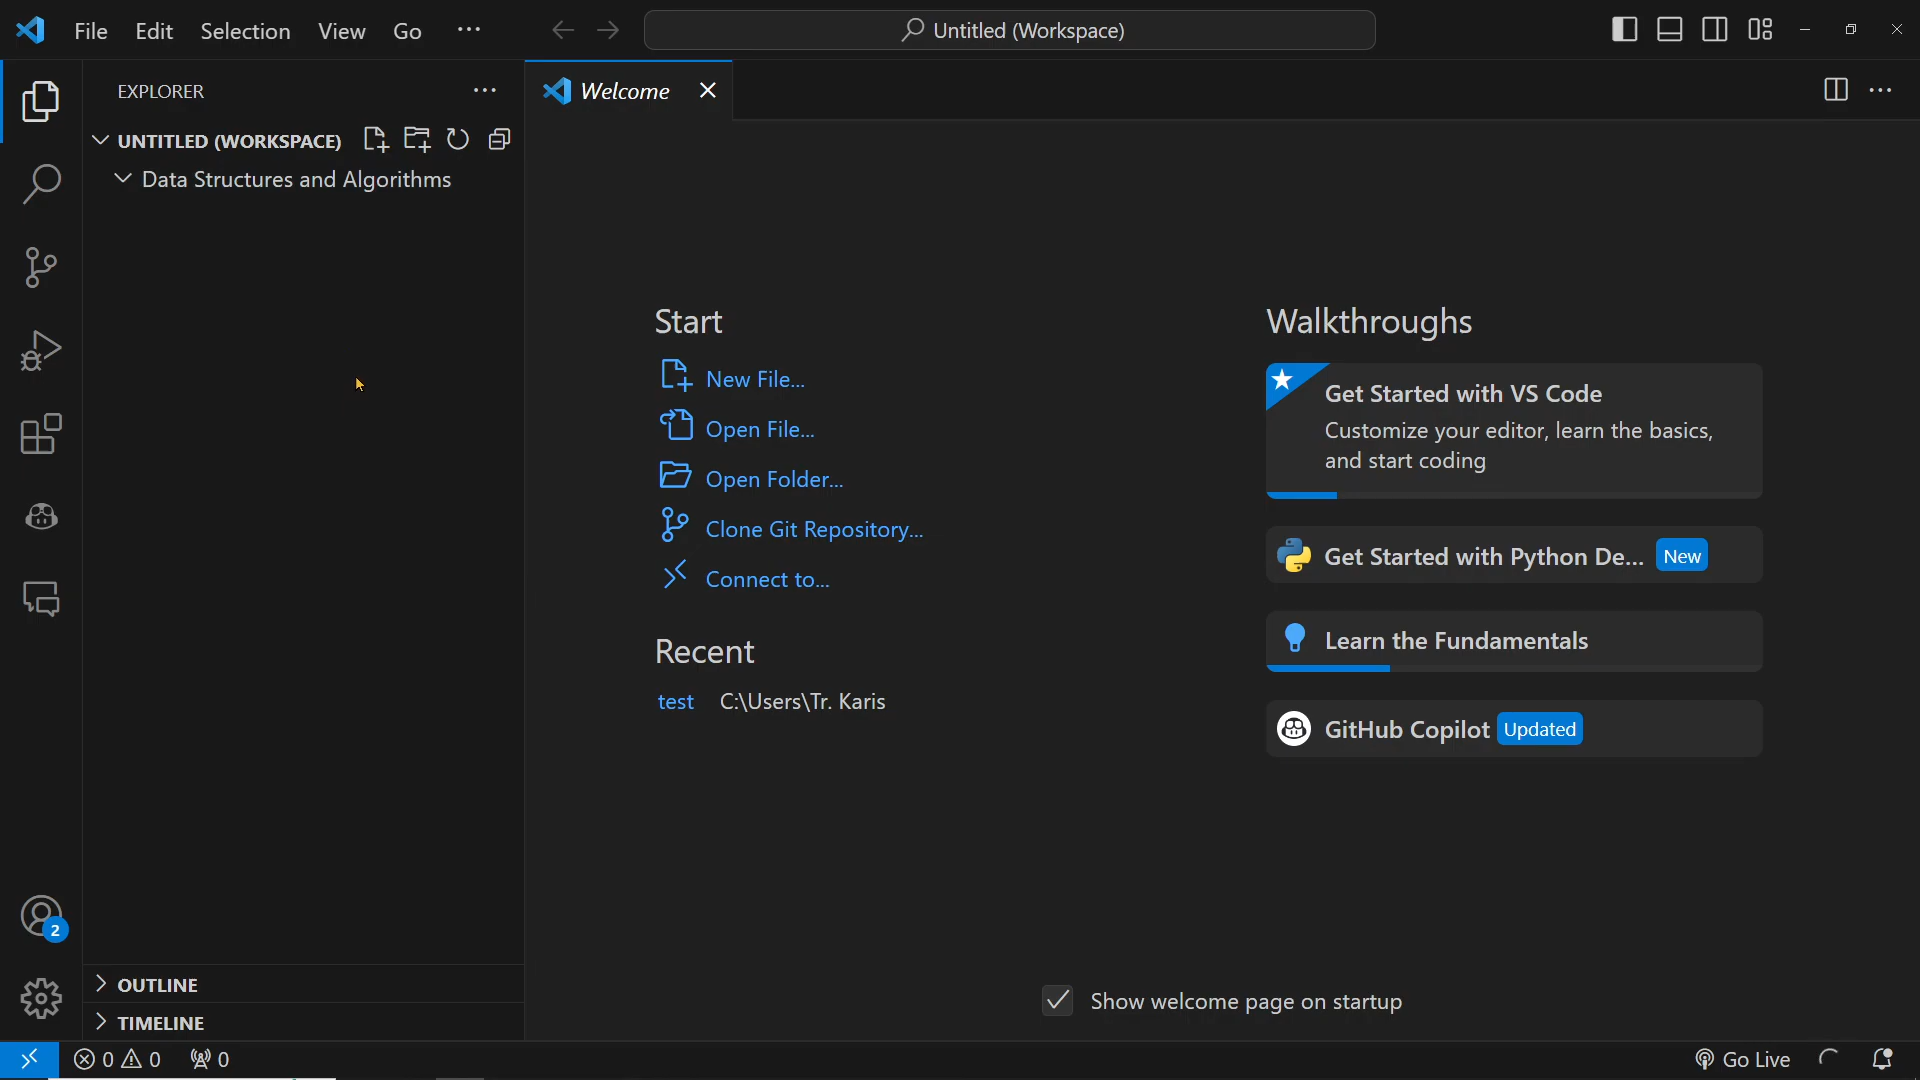 File Edit Selection View Go ···
Untitled (Workspace)
EXPLORER
Welcome
UNTITLED (WORKSPACE)
Data Structures and Algorithms
Start
New File...
Open File...
Open Folder...
Clone Git Repository...
Connect to...
Recent
test C:\Users\Tr. Karis
Walkthroughs
Get Started with VS Code
Customize your editor, learn the basics,
and start coding
Get Started with Python De... New
Learn the Fundamentals
GitHub Copilot Updated
2
OUTLINE
TIMELINE
Show welcome page on startup
0 0 0
Go Live